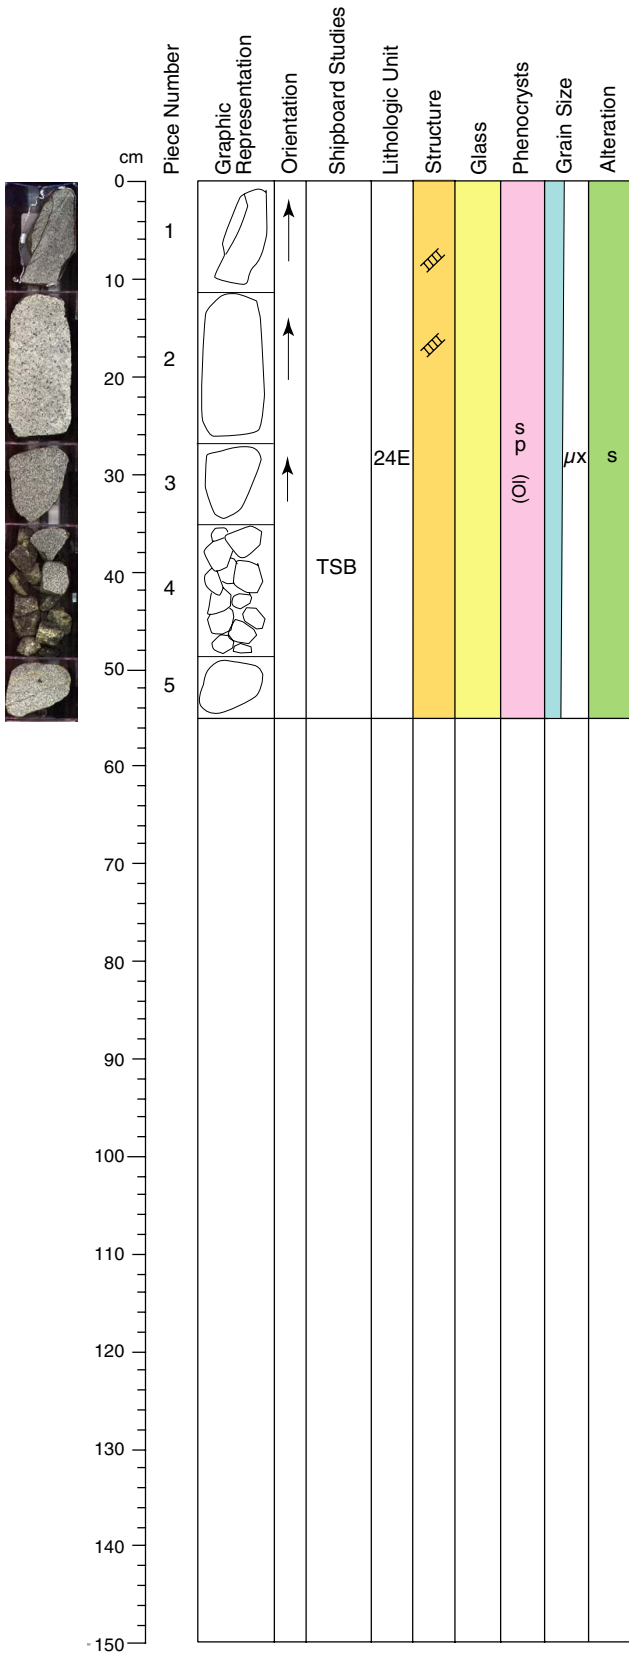 cm
Piece Number
Graphic
Representation
Orientation
Shipboard Studies
Lithologic Unit
Structure
Glass
Phenocrysts
Grain Size
Alteration
0
10
20
30
40
50
60
70
80
90
100
110
120
130
140
150
1
2
3
4
5
TSB
24E
s
p
(Ol)
µx
s